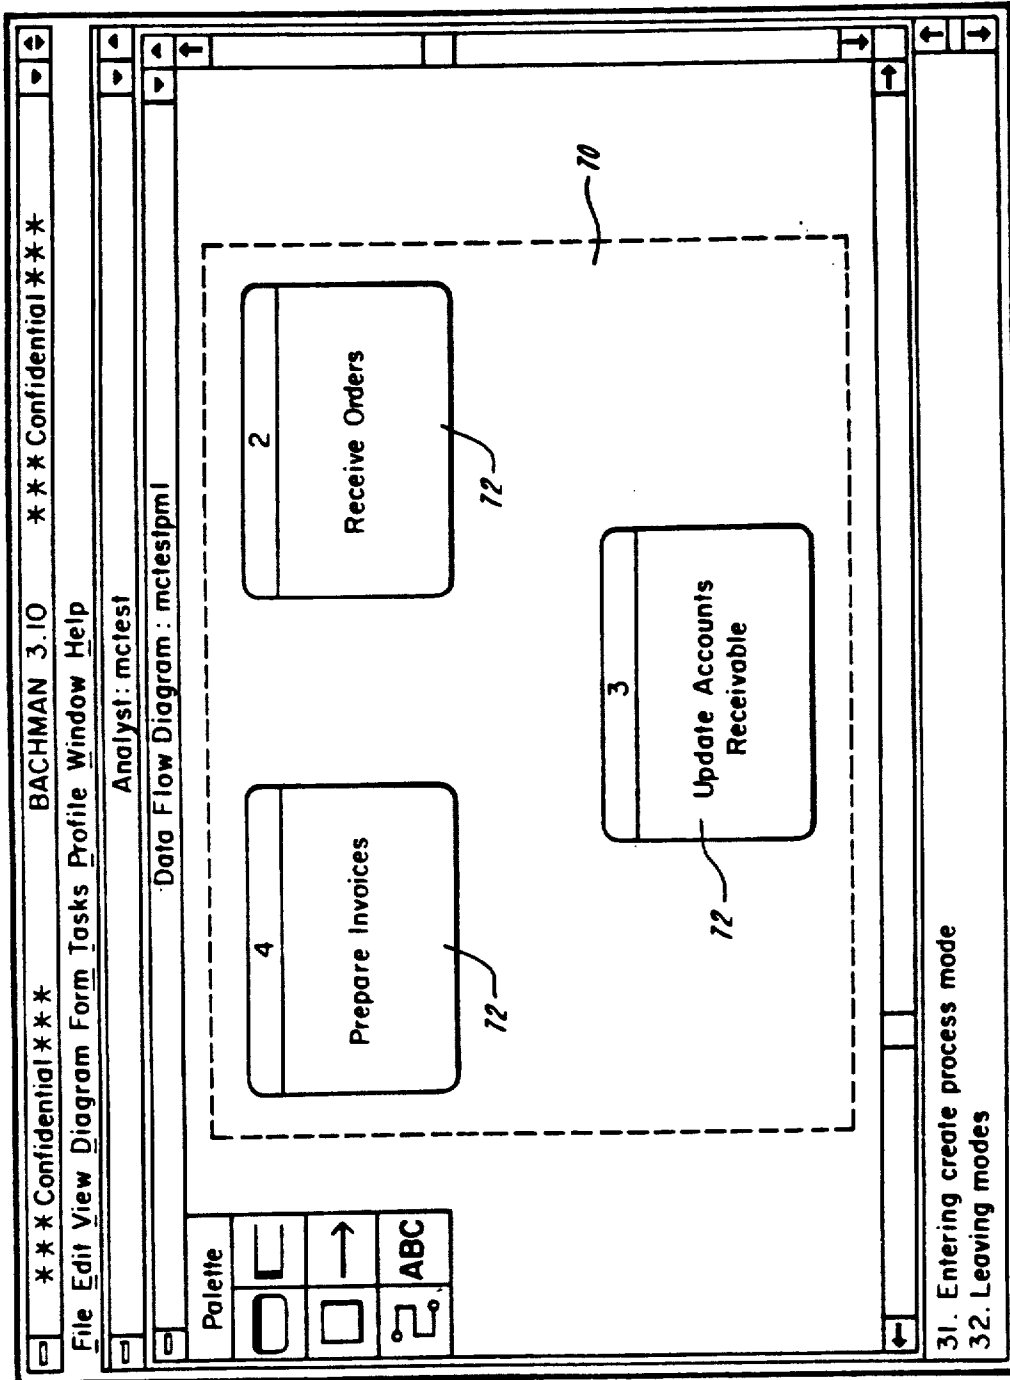 ***Confidential*** BACHMAN 3.10 ***Confidential***
File Edit View Diagram Form Tasks Profile Window Help
Analyst: mctest
Data Flow Diagram: mctestpml
Palette
ABC
4
Prepare Invoices
72
2
Receive Orders
72
70
3
Update Accounts
Receivable
72
31. Entering create process mode
32. Leaving modes